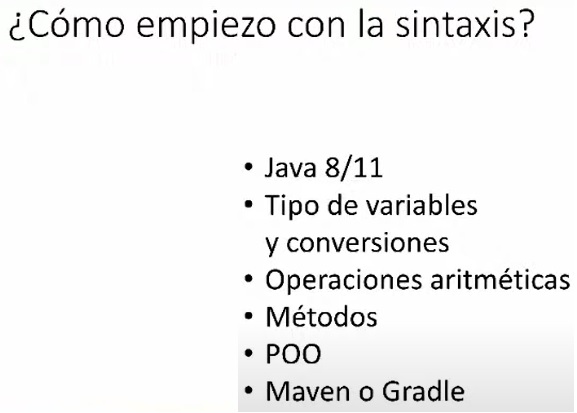 ¿Cómo empiezo con la sintaxis?
• Java 8/11
• Tipo de variables
y conversiones
• Operaciones aritméticas
• Métodos
• POO
• Maven o Gradle